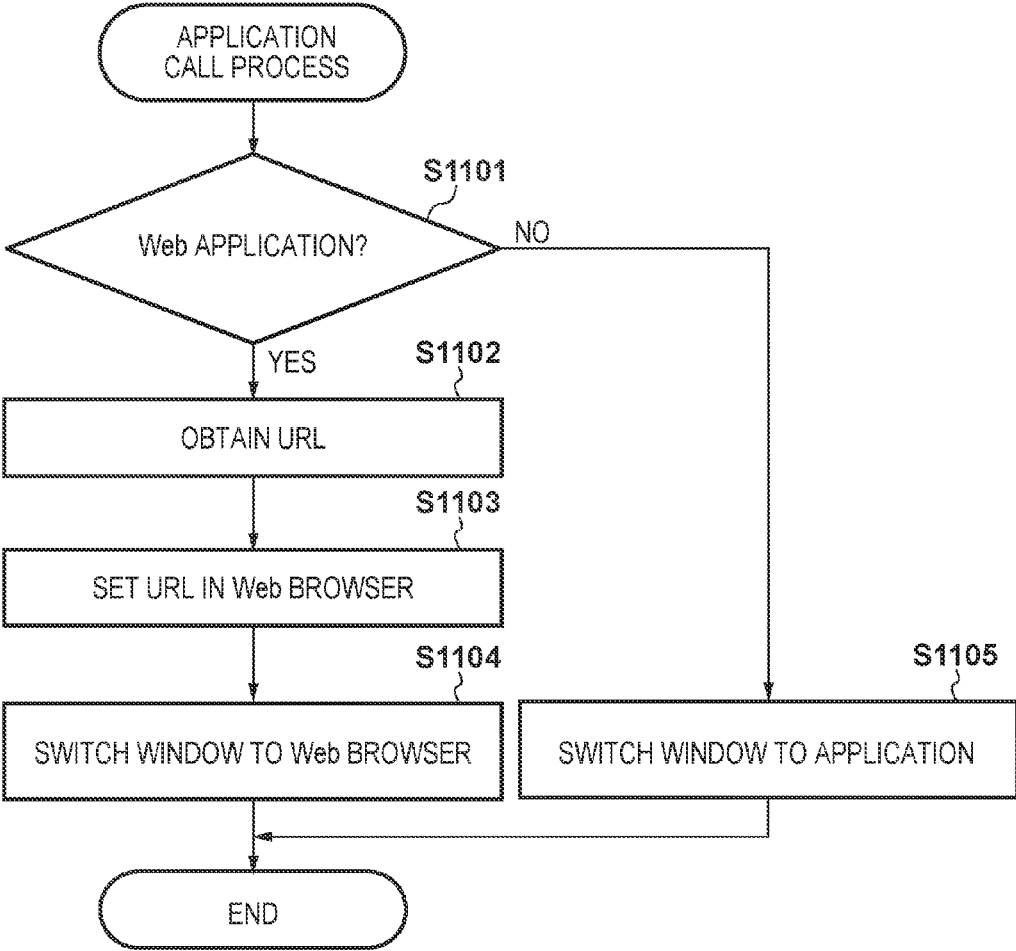 APPLICATION
CALL PROCESS
S1101
Web APPLICATION?
NO
YES
S1102
OBTAIN URL
S1103
SET URL IN Web BROWSER
S1104
SWITCH WINDOW TO Web BROWSER
S1105
SWITCH WINDOW TO APPLICATION
END